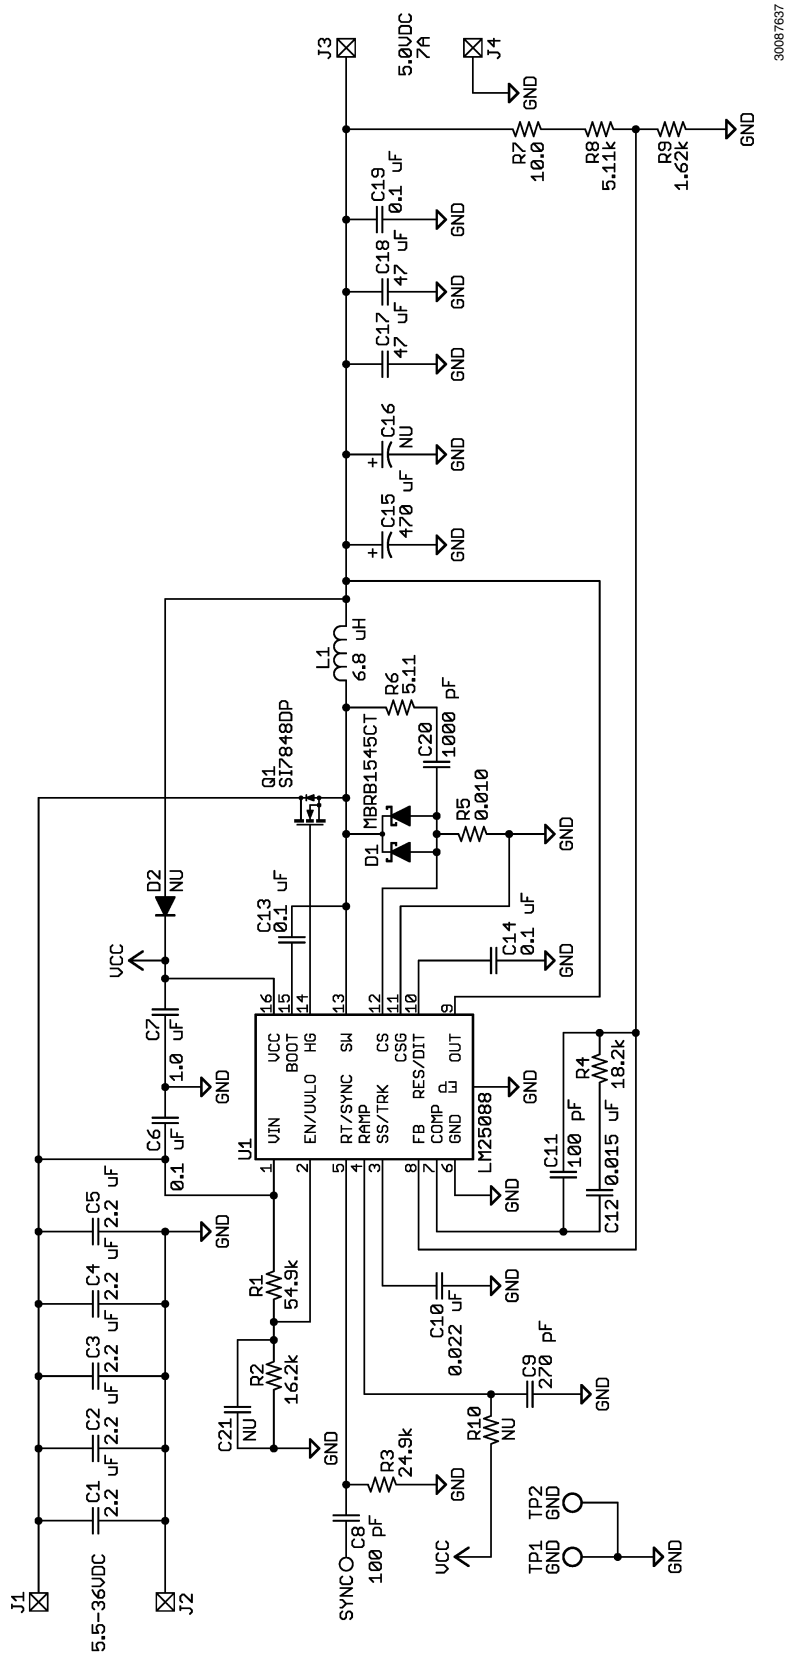 J1
5.5-36VDC
J2
C1
2.2 uF
C2
2.2 uF
C3
2.2 uF
C4
2.2 uF
C5
2.2 uF
GND
C6
0.1 uF
GND
C7
1.0 uF
VCC
D2
NU
C21
NU
R2
16.2k
GND
R1
54.9k
SYNC
C8
100 pF
R3
24.9k
GND
VCC
R10
NU
C9
270 pF
GND
C10
0.022 uF
GND
TP1
GND
TP2
GND
GND
U1
LM25088
1
2
5
4
3
8
7
6
VIN
EN/UVLO
RT/SYNC
RAMP
SS/TRK
FB
COMP
GND
EP
VCC
BOOT
HG
SW
CS
CSG
RES/DIT
OUT
16
15
14
13
12
11
10
9
GND
GND
C11
100 pF
C12
0.015 uF
R4
18.2k
C13
0.1 uF
C14
0.1 uF
GND
Q1
SI7848DP
D1
MBRB1545CT
R5
0.010
GND
C20
1000 pF
R6
5.11
L1
6.8 uH
C15
470 uF
+
GND
C16
NU
+
GND
C17
47 uF
GND
C18
47 uF
GND
C19
0.1 uF
GND
R7
10.0
R8
5.11k
R9
1.62k
GND
J3
5.0VDC
7A
J4
GND
30087637